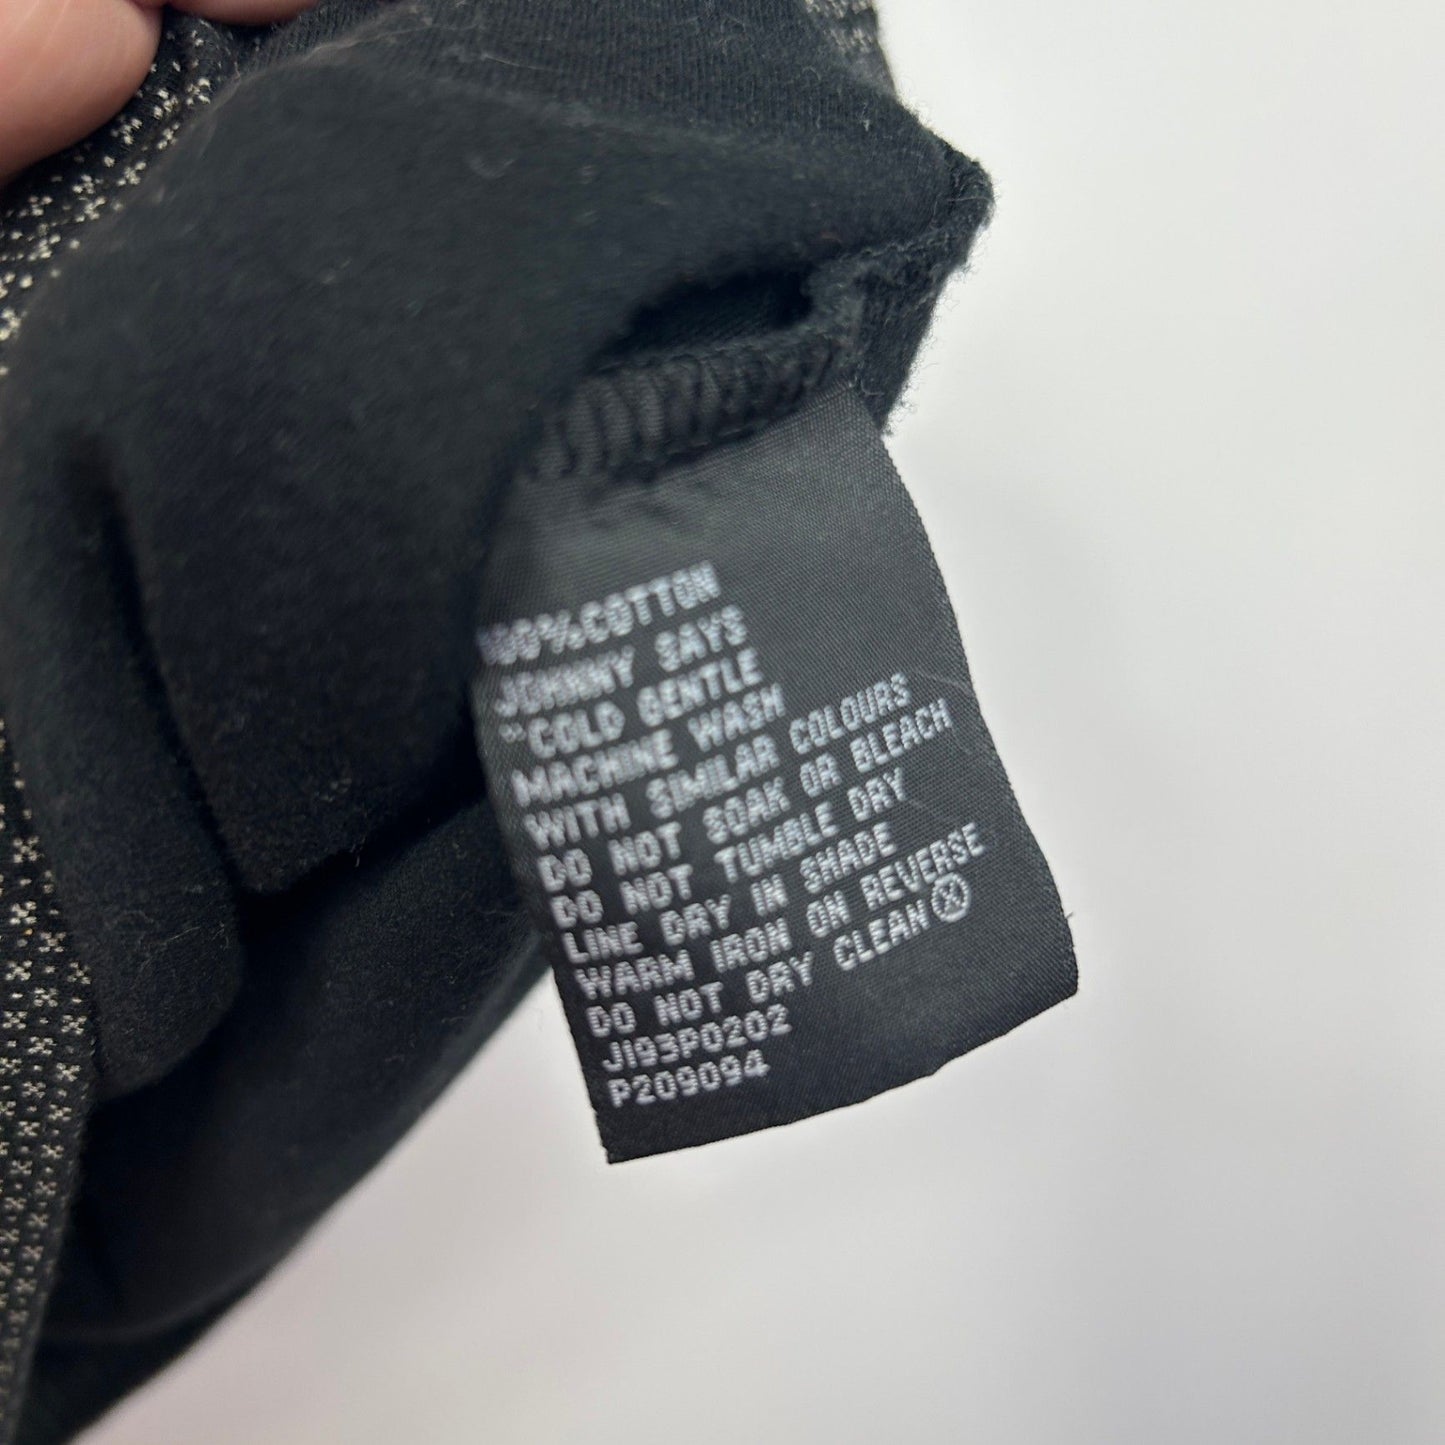 100%COTTON
JOHNNY SAYS
"COLD GENTLE
MACHINE WASH
WITH SIMILAR COLOURS
DO NOT SOAK OR BLEACH
DO NOT TUMBLE DRY
LINE DRY IN SHADE
WARM IRON ON REVERSE
DO NOT DRY CLEAN
JI93P0202
P209094